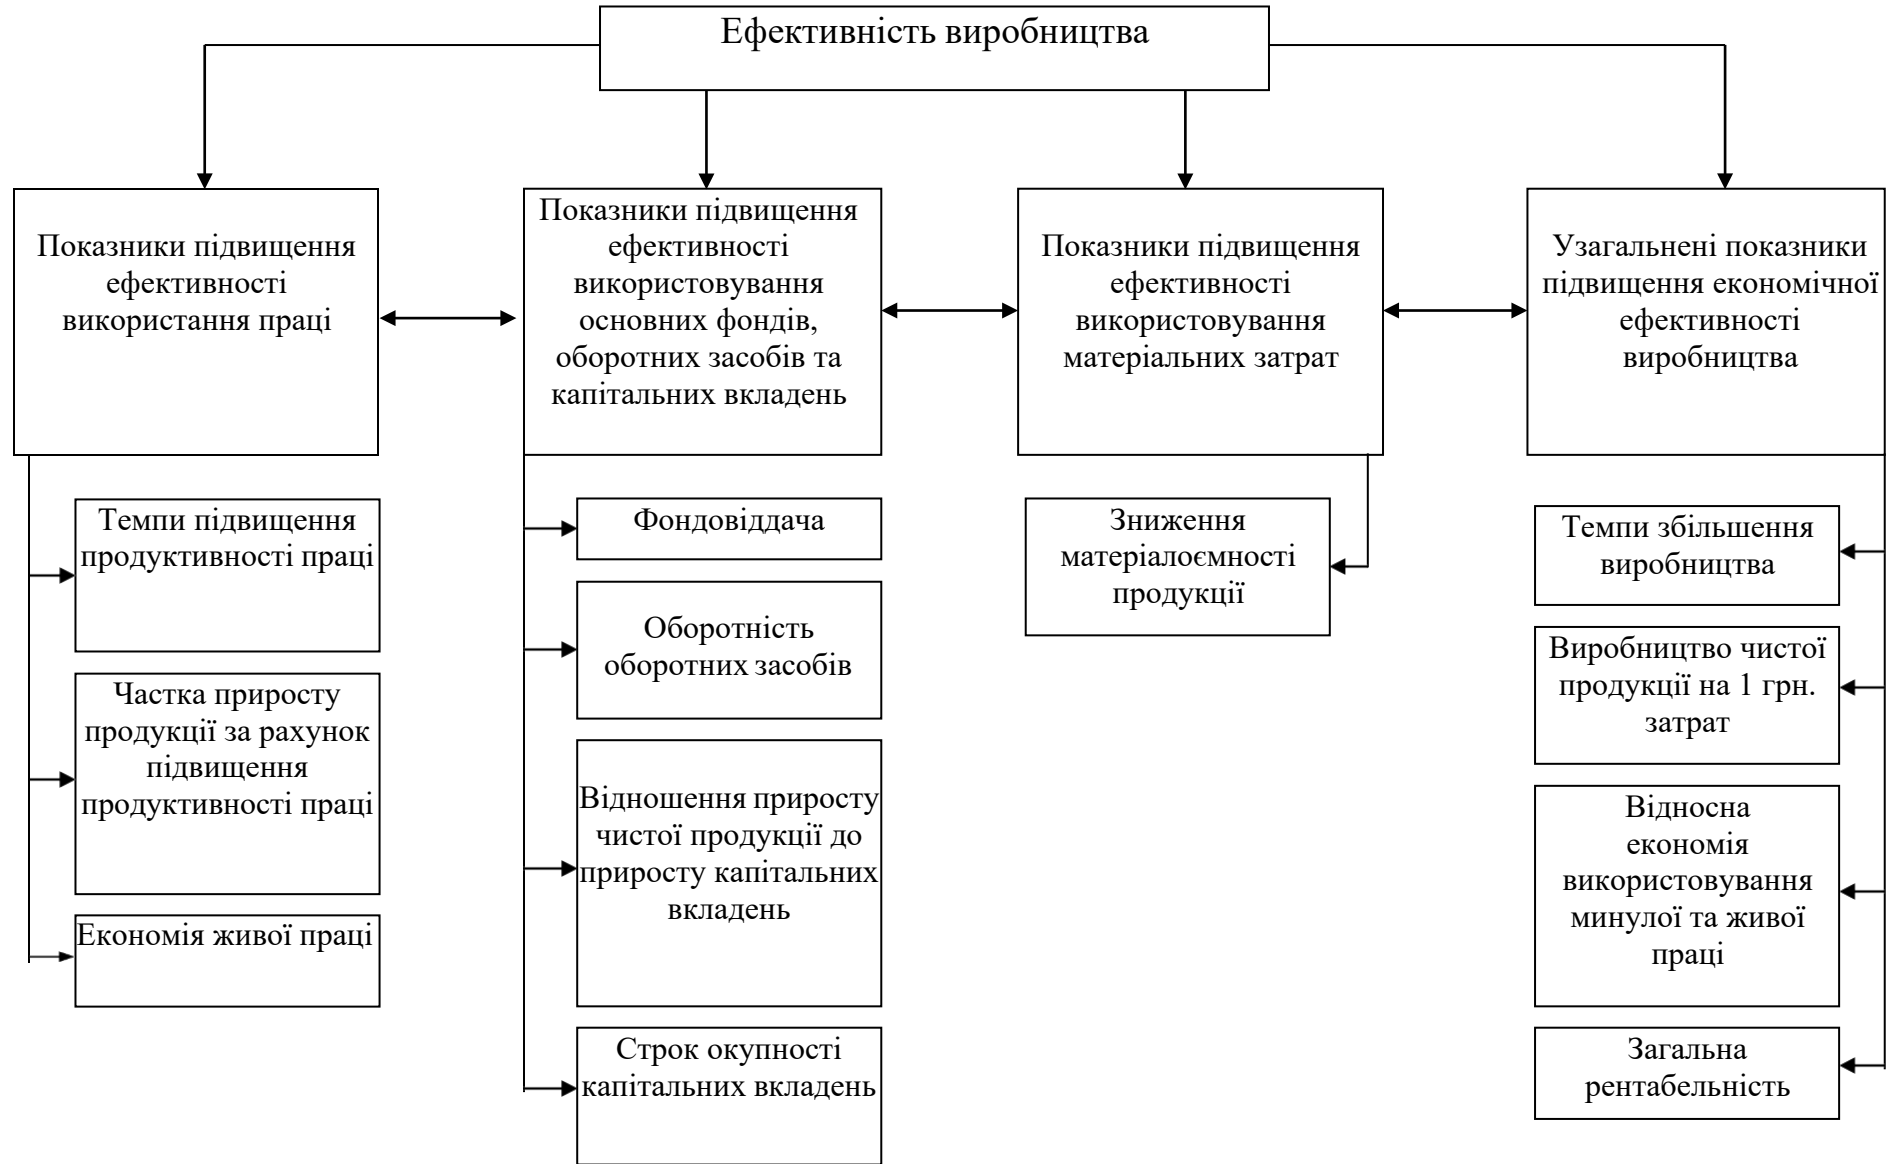 Ефективність виробництва
Показники підвищення
ефективності
використання праці
Показники підвищення
ефективності
використовування
основних фондів,
оборотних засобів та
капітальних вкладень
Показники підвищення
ефективності
використовування
матеріальних затрат
Узагальнені показники
підвищення економічної
ефективності
виробництва
Темпи підвищення
продуктивності праці
Частка приросту
продукції за рахунок
підвищення
продуктивності праці
Економія живої праці
Фондовіддача
Оборотність
оборотних засобів
Відношення приросту
чистої продукції до
приросту капітальних
вкладень
Строк окупності
капітальних вкладень
Зниження
матеріалоємності
продукції
Темпи збільшення
виробництва
Виробництво чистої
продукції на 1 грн.
затрат
Відносна
економія
використовування
минулої та живої
праці
Загальна
рентабельність